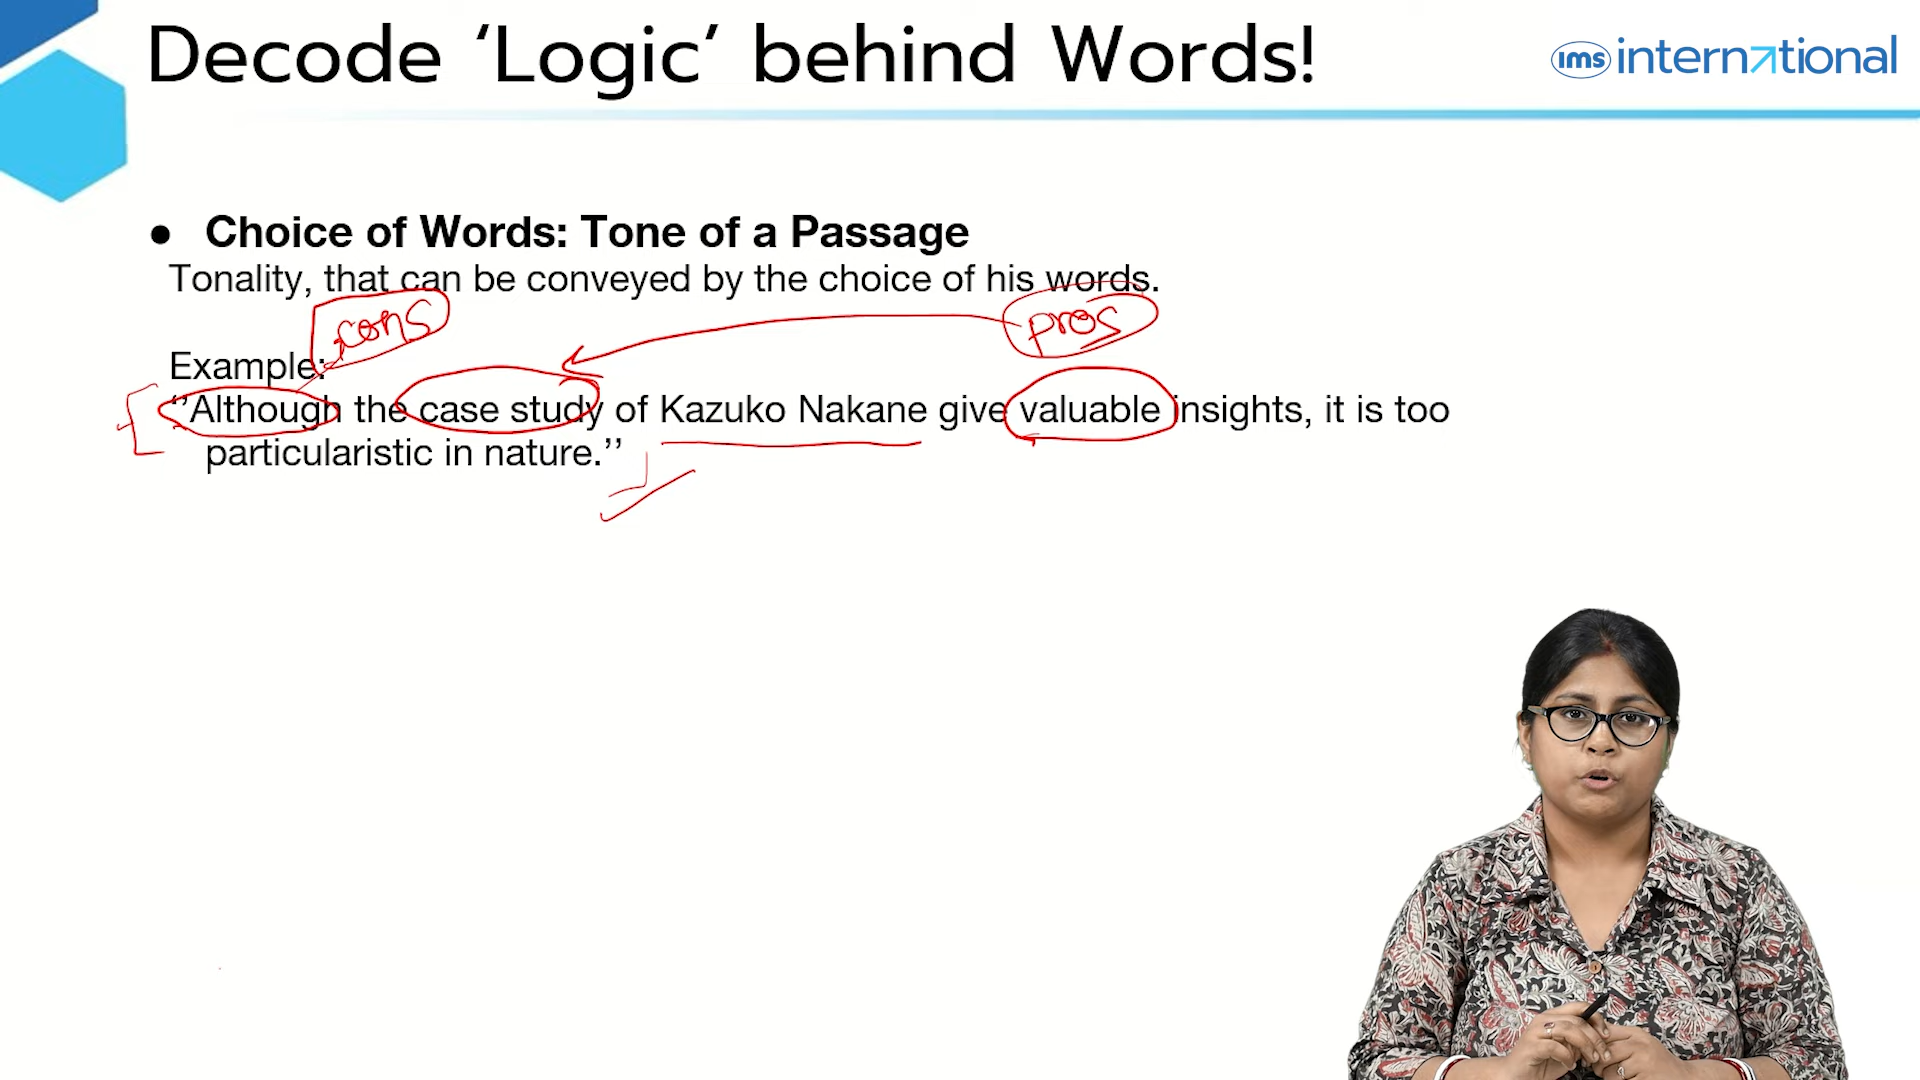 Decode ‘Logic’ behind Words!
ims international
● Choice of Words: Tone of a Passage
Tonality, that can be conveyed by the choice of his words.
cons
pros
Example:
‘’Although the case study of Kazuko Nakane give valuable insights, it is too
particularistic in nature.’’